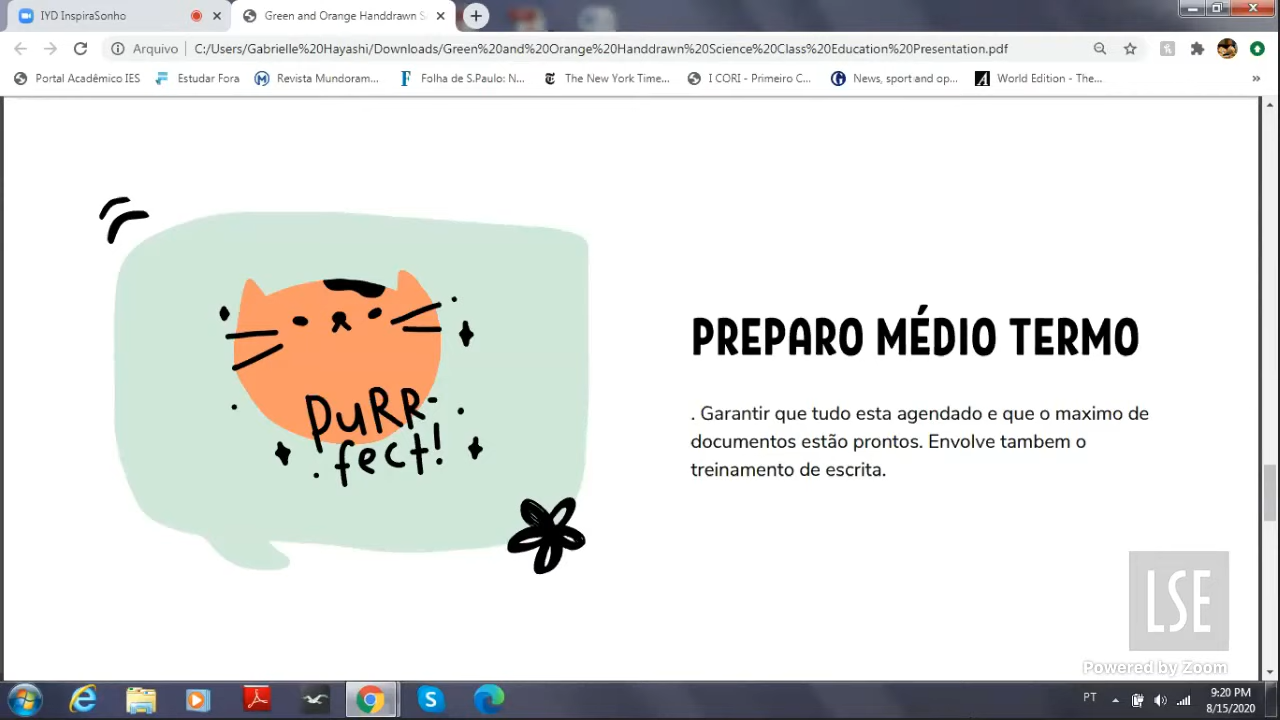 IYD InspiraSonho
Green and Orange Handdrawn S
Arquivo
C:/Users/Gabrielle%20Hayashi/Downloads/Green%20and%20Orange%20Handdrawn%20Science%20Class%20Education%20Presentation.pdf
Portal Acadêmico IES
Estudar Fora
Revista Mundoram...
Folha de S.Paulo: N...
The New York Time...
I CORI - Primeiro C...
News, sport and op...
World Edition - The...
»
PURR-
fect!
PREPARO MÉDIO TERMO
. Garantir que tudo esta agendado e que o maximo de
documentos estão prontos. Envolve tambem o
treinamento de escrita.
LSE
Powered by Zoom
PT
9:20 PM
8/15/2020